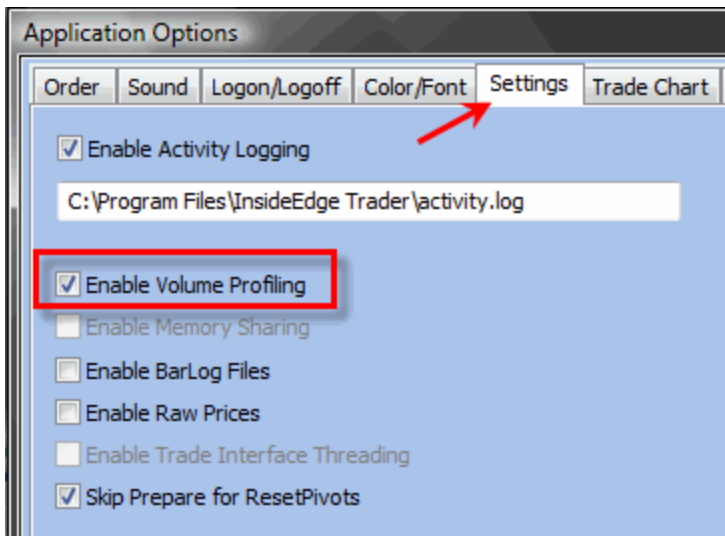 Application Options
Order Sound Logon/Logoff Color/Font Settings Trade Chart
Enable Activity Logging
C:\Program Files\InsideEdge Trader\activity.log
Enable Volume Profiling
Enable Memory Sharing
Enable BarLog Files
Enable Raw Prices
Enable Trade Interface Threading
Skip Prepare for ResetPivots